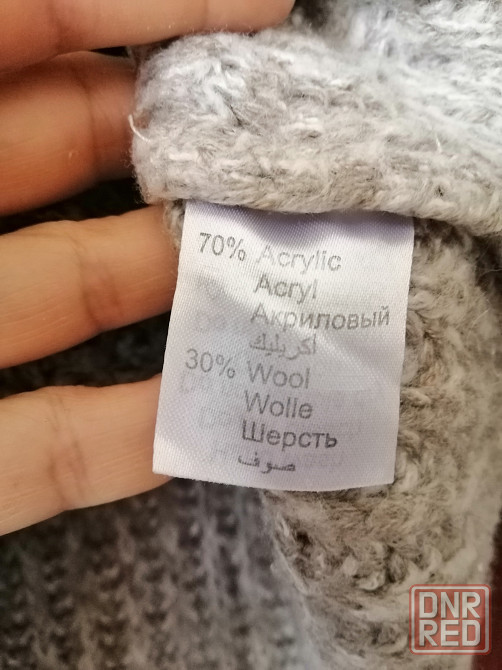 70% Acrylic
Acryl
Акриловый
اكريليك
30% Wool
Wolle
Шерсть
صوف
DNR
RED